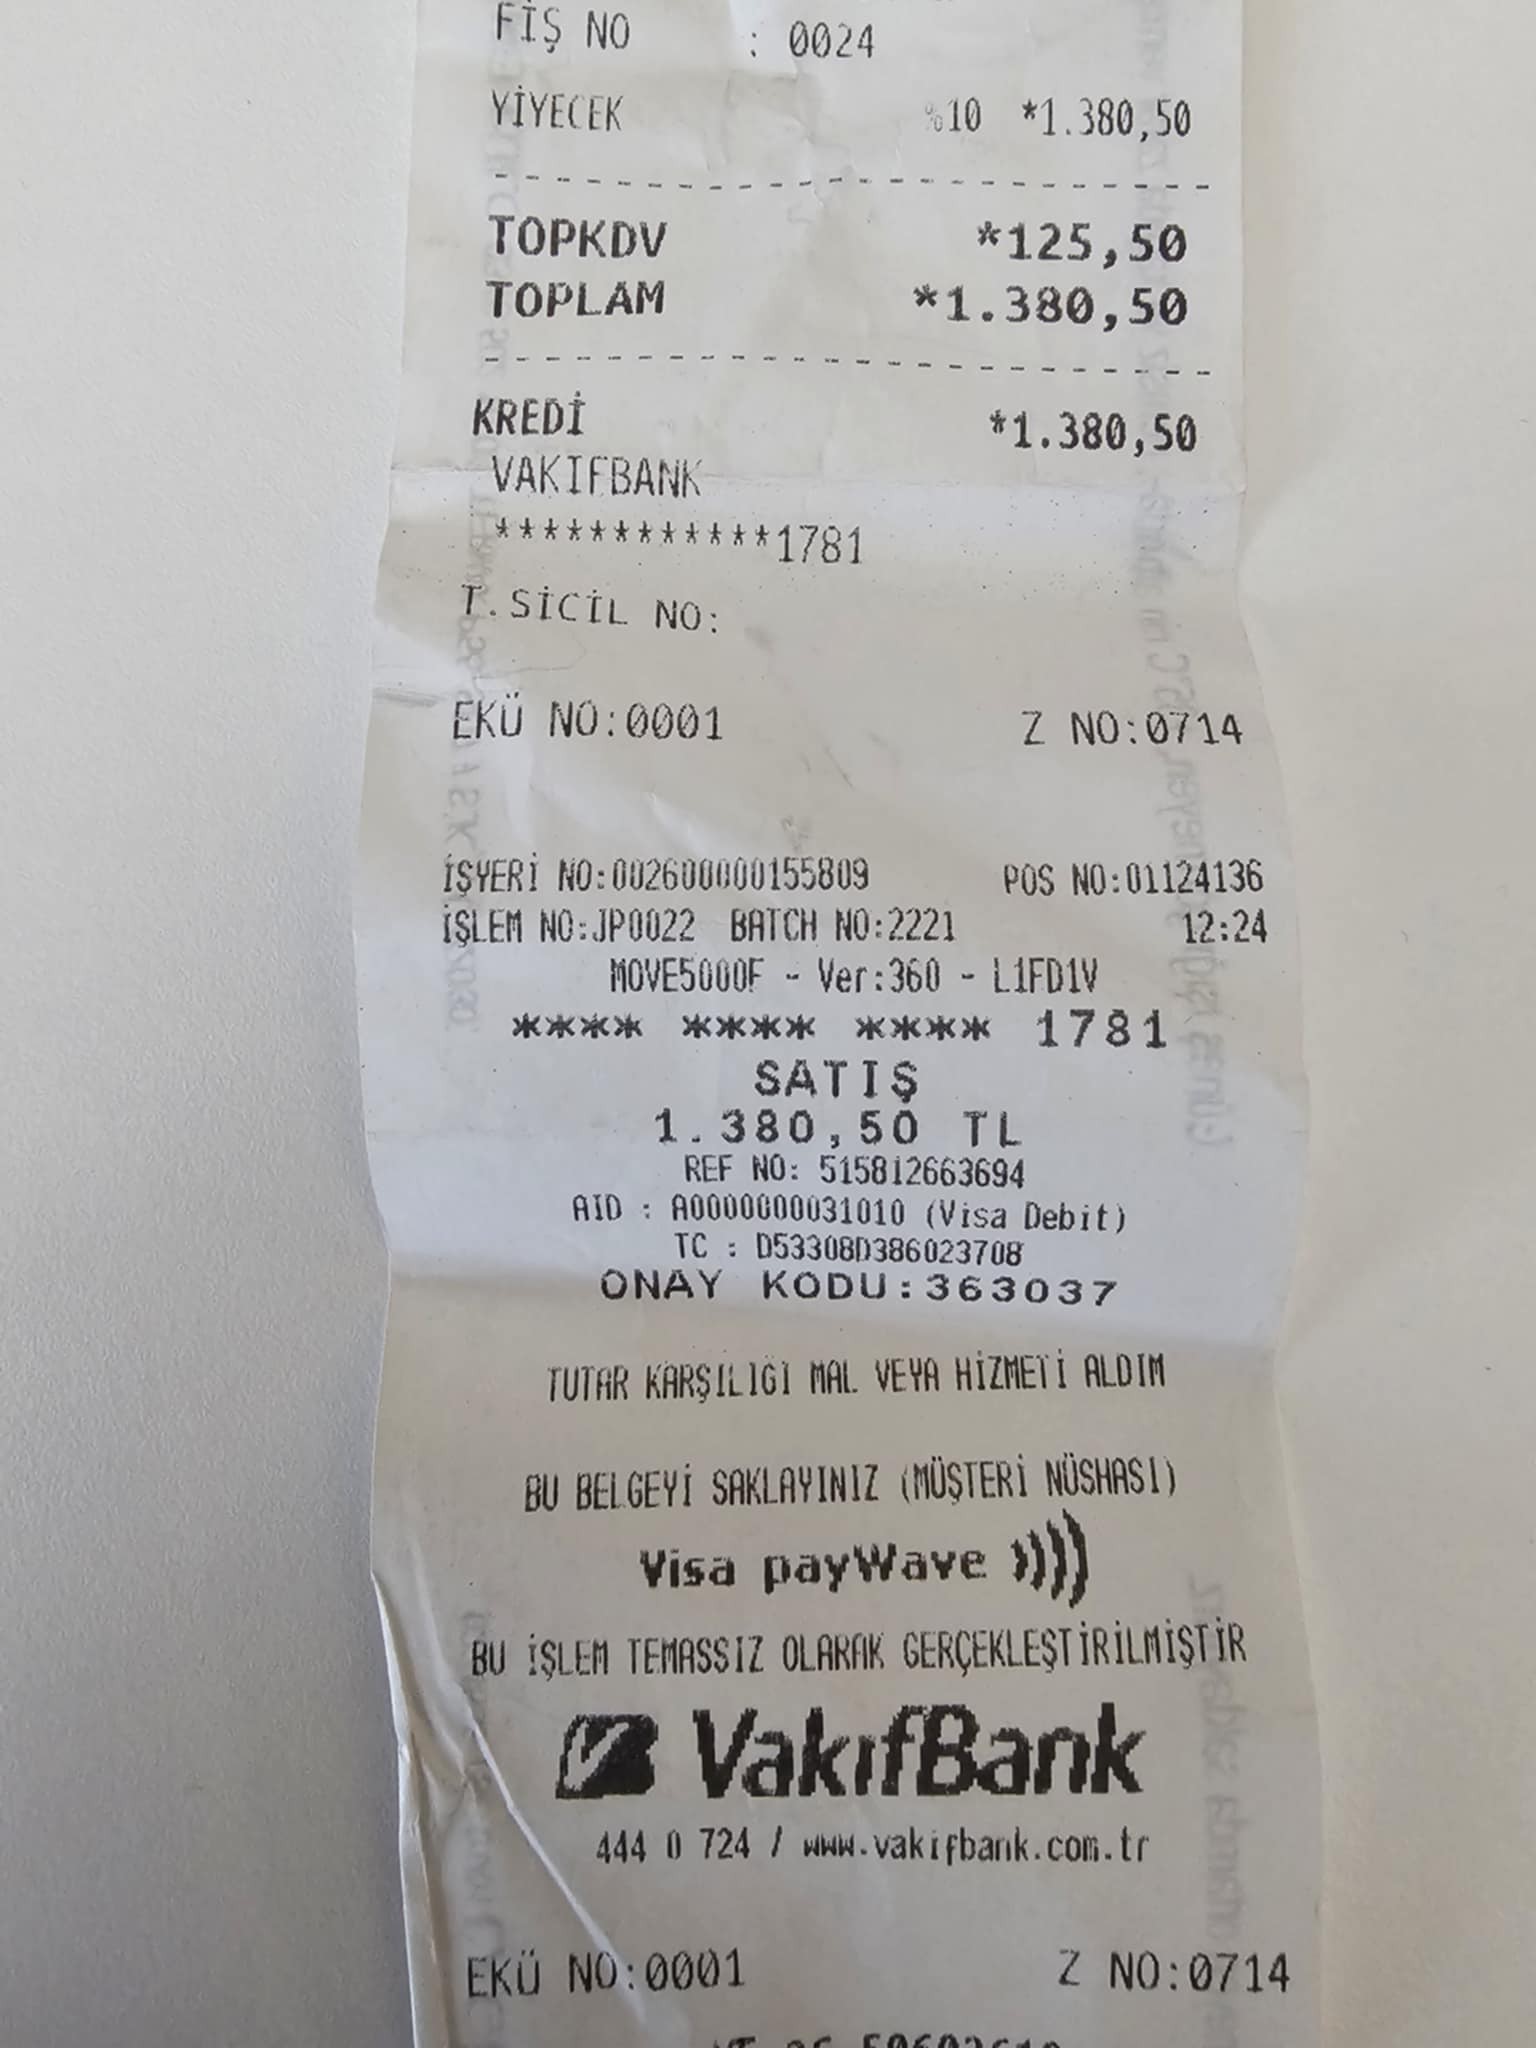 FİŞ NO : 0024
YİYECEK %10 *1.380,50
TOPKDV *125,50
TOPLAM *1.380,50
KREDİ *1.380,50
VAKIFBANK
************1781
T.SİCİL NO:
EKÜ NO:0001 Z NO:0714
İŞYERİ NO:002600000155809 POS NO:01124136
İŞLEM NO:JP0022 BATCH NO:2221 12:24
MOVE5000F - Ver:360 - L1FD1V
**** **** **** 1781
SATIŞ
1.380,50 TL
REF NO: 515812663694
AID : A0000000031010 (Visa Debit)
TC : D53308D386023708
ONAY KODU:363037
TUTAR KARŞILIĞI MAL VEYA HİZMETİ ALDIM
BU BELGEYİ SAKLAYINIZ (MÜŞTERİ NÜSHASI)
Visa payWave
BU İŞLEM TEMASSIZ OLARAK GERÇEKLEŞTİRİLMİŞTİR
VakıfBank
444 0 724 / www.vakifbank.com.tr
EKÜ NO:0001 Z NO:0714